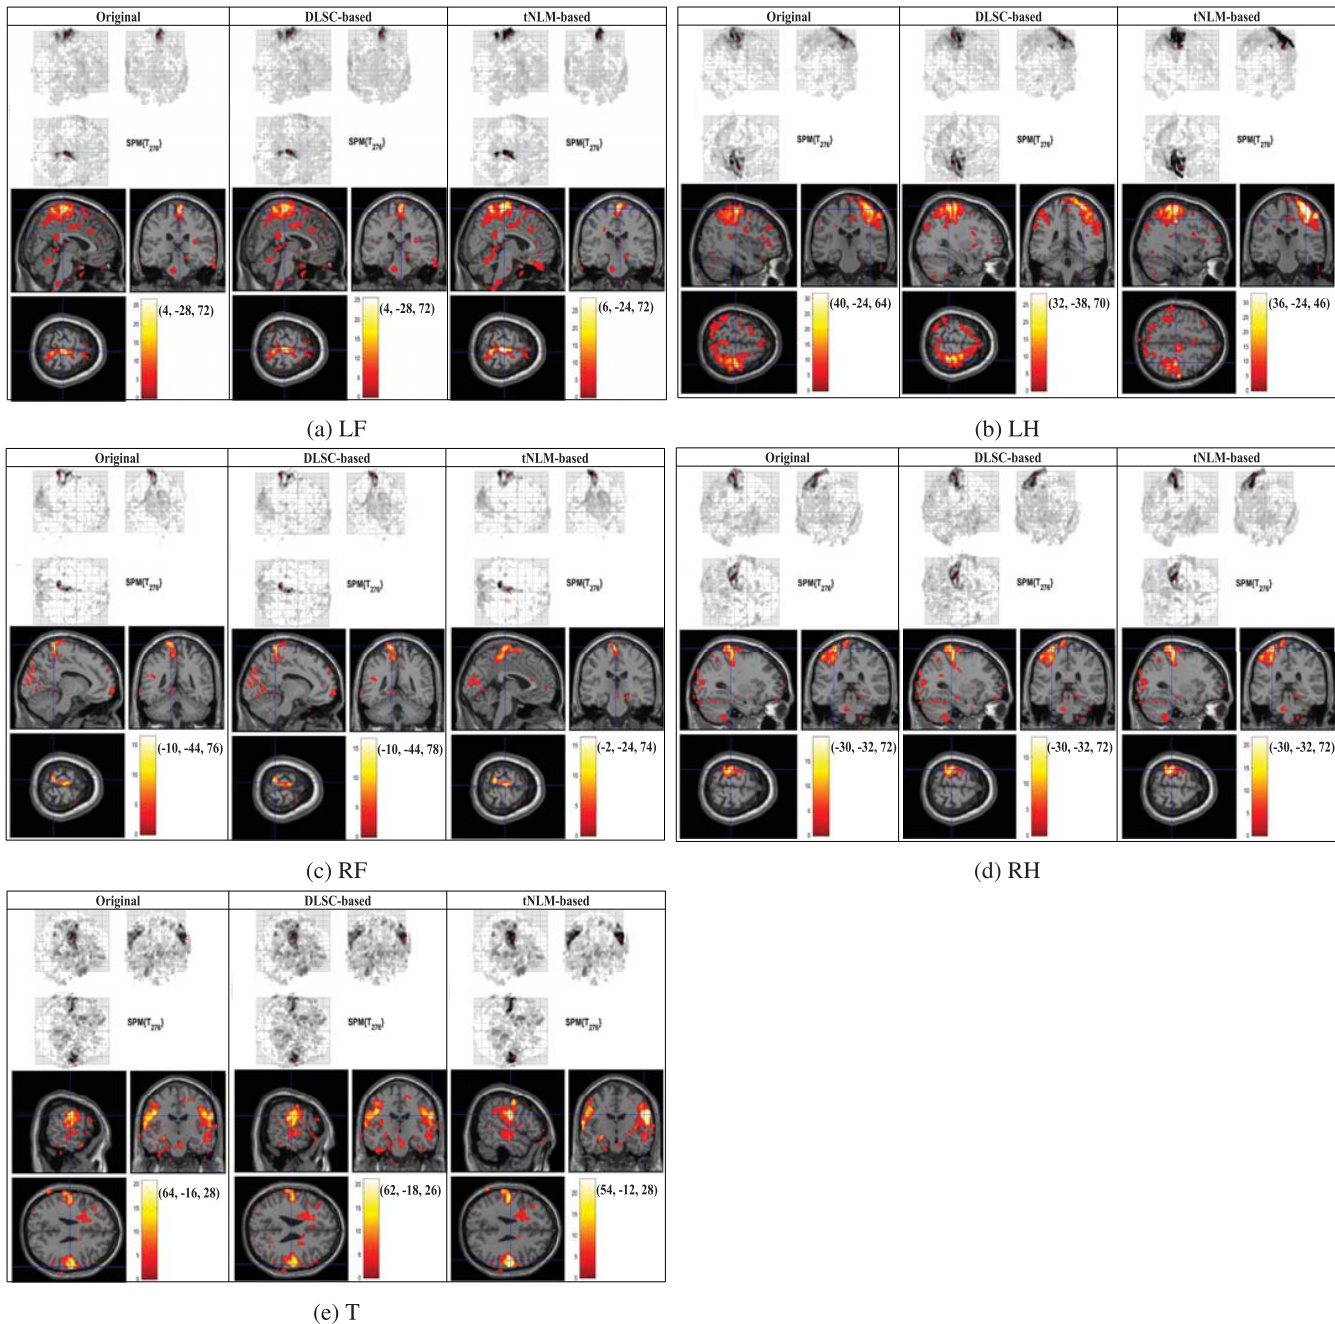 Original DLSC-based tNLM-based
SPM{T276} SPM{T276} SPM{T276}
(4, -28, 72) (4, -28, 72) (6, -24, 72)
(a) LF
Original DLSC-based tNLM-based
SPM{T276} SPM{T276} SPM{T276}
(40, -24, 64) (32, -38, 70) (36, -24, 46)
(b) LH
Original DLSC-based tNLM-based
SPM{T276} SPM{T276} SPM{T276}
(-10, -44, 76) (-10, -44, 78) (-2, -24, 74)
(c) RF
Original DLSC-based tNLM-based
SPM{T276} SPM{T276} SPM{T276}
(-30, -32, 72) (-30, -32, 72) (-30, -32, 72)
(d) RH
Original DLSC-based tNLM-based
SPM{T276} SPM{T276} SPM{T276}
(64, -16, 28) (62, -18, 26) (54, -12, 28)
(e) T